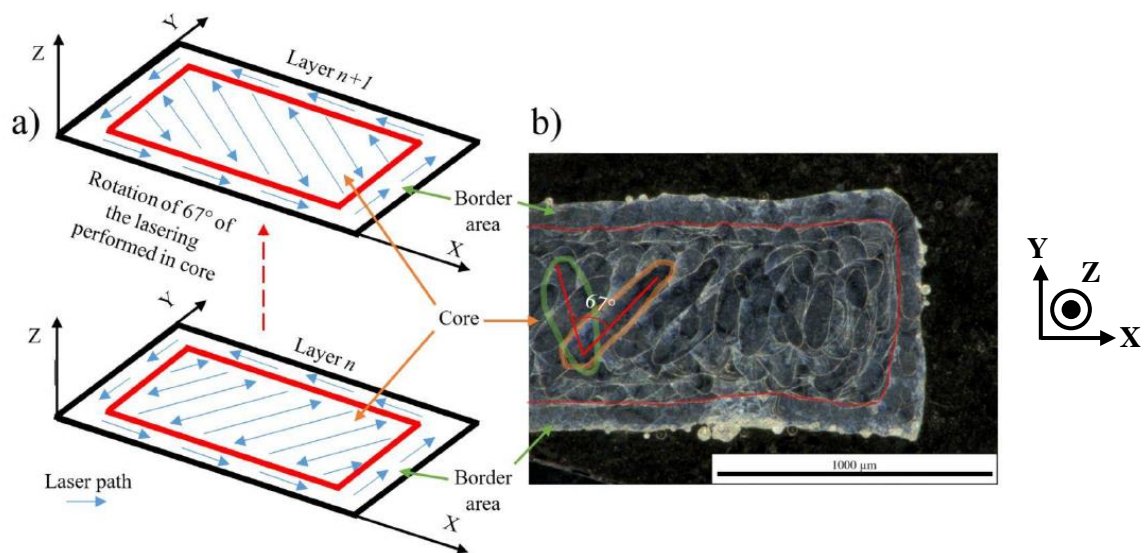 a)
Z
Y
Layer n+1
X
Rotation of 67° of
the lasering
performed in core
Border
area
Core
Z
Y
Layer n
X
Border
area
Laser path
b)
67°
1000 µm
Y
Z
X